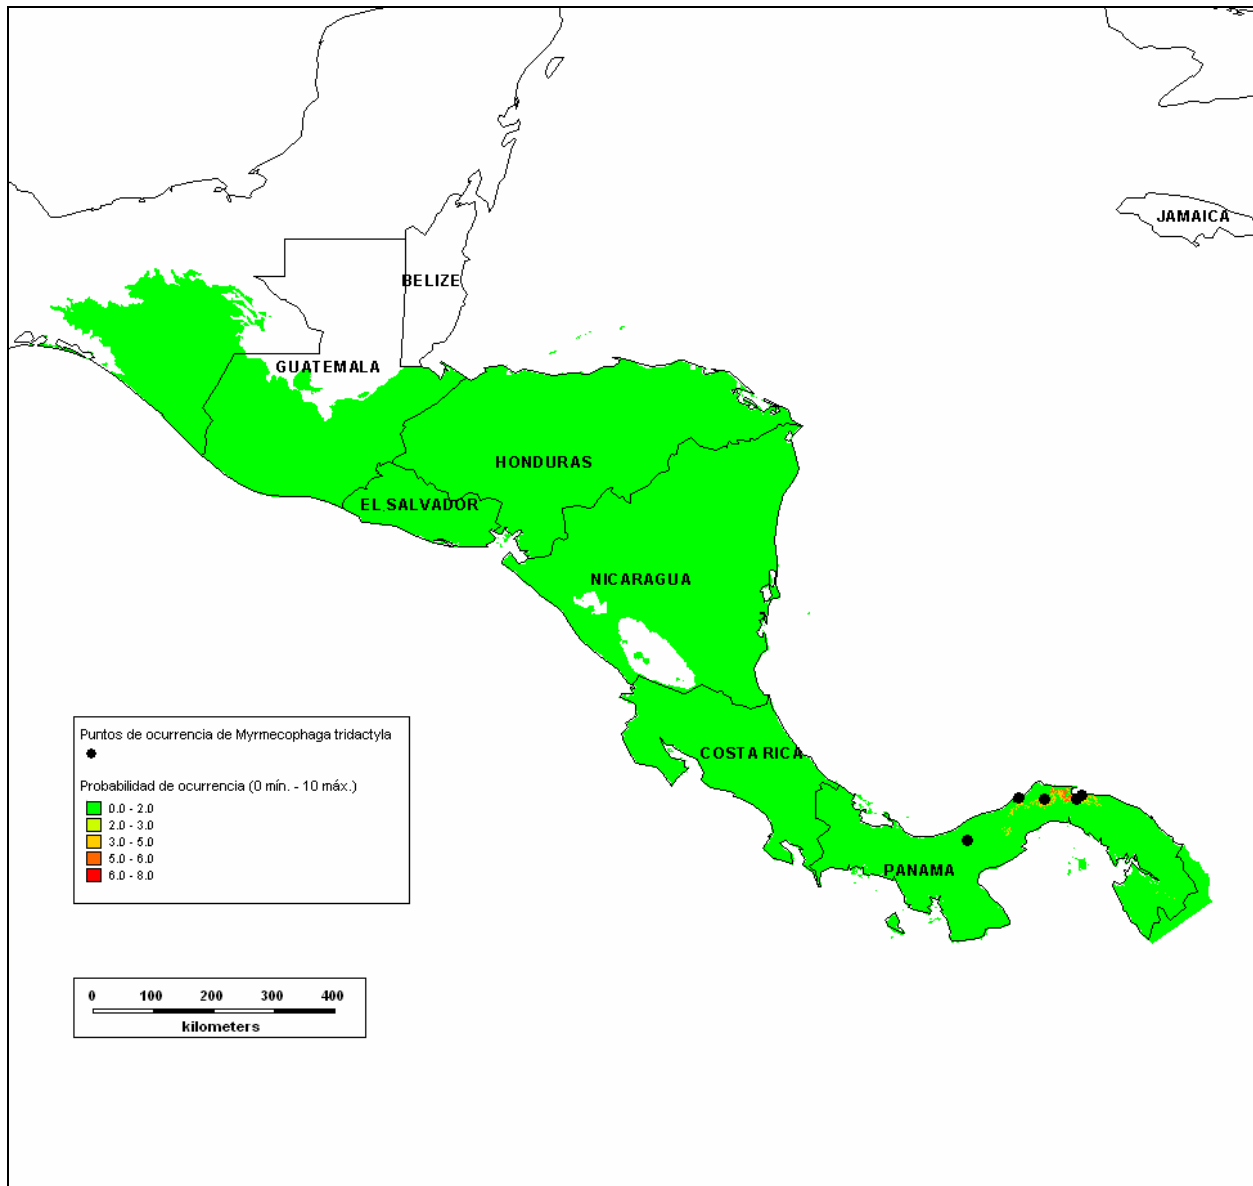 JAMAICA
BELIZE
GUATEMALA
HONDURAS
EL SALVADOR
NICARAGUA
COSTA RICA
PANAMA
Puntos de ocurrencia de Myrmecophaga tridactyla
Probabilidad de ocurrencia (0 mín. - 10 máx.)
0.0 - 2.0
2.0 - 3.0
3.0 - 5.0
5.0 - 6.0
6.0 - 8.0
0 100 200 300 400
kilometers